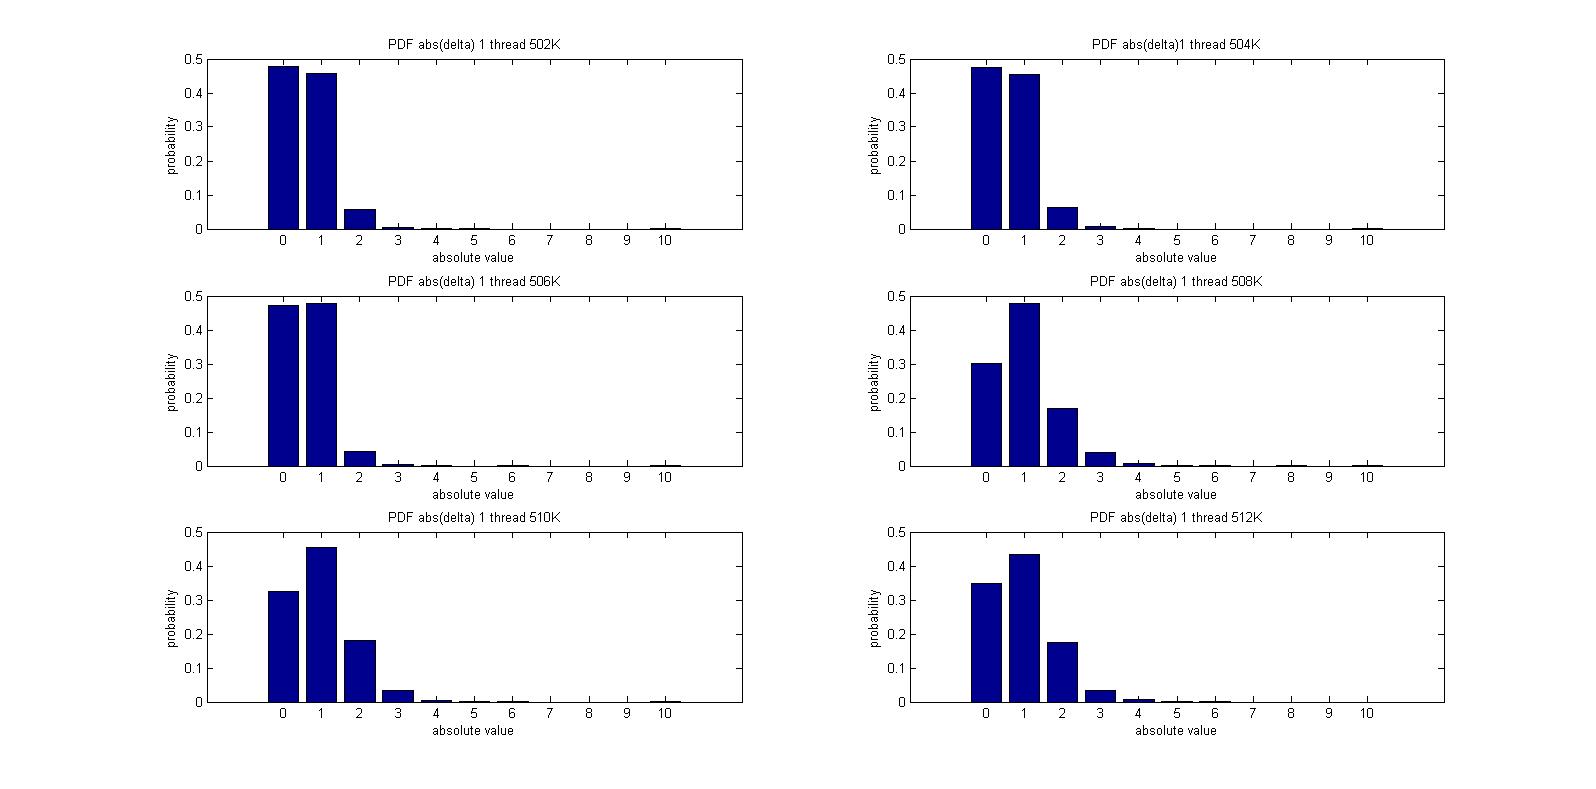 PDF abs(delta) 1 thread 502K
0.5
0.4
0.3
0.2
0.1
0
probability
0 1 2 3 4 5 6 7 8 9 10
absolute value
PDF abs(delta)1 thread 504K
0.5
0.4
0.3
0.2
0.1
0
probability
0 1 2 3 4 5 6 7 8 9 10
absolute value
PDF abs(delta) 1 thread 506K
0.5
0.4
0.3
0.2
0.1
0
probability
0 1 2 3 4 5 6 7 8 9 10
absolute value
PDF abs(delta) 1 thread 508K
0.5
0.4
0.3
0.2
0.1
0
probability
0 1 2 3 4 5 6 7 8 9 10
absolute value
PDF abs(delta) 1 thread 510K
0.5
0.4
0.3
0.2
0.1
0
probability
0 1 2 3 4 5 6 7 8 9 10
absolute value
PDF abs(delta) 1 thread 512K
0.5
0.4
0.3
0.2
0.1
0
probability
0 1 2 3 4 5 6 7 8 9 10
absolute value